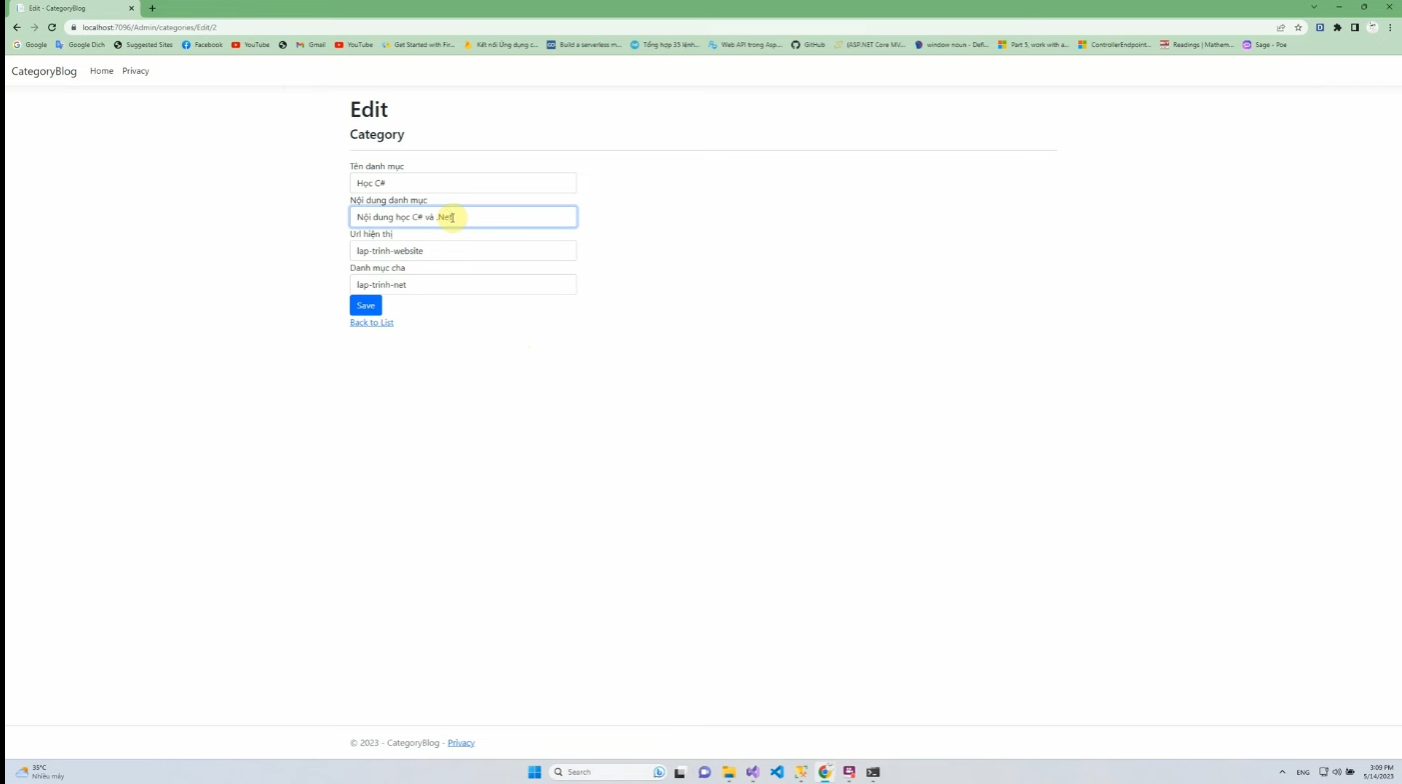 Edit - CategoryBlog
localhost:7096/Admin/categories/Edit/2
Google Google Dich Suggested Sites Facebook YouTube Gmail YouTube Get Started with Fir... Kết nối Ứng dụng c... Build a serverless m... Tổng hợp 35 lệnh... Web API trong Asp... GitHub (ASP.NET Core MV... window noun - Defi... Part 5, work with a... ControllerEndpoint... Readings | Mathem... Sage - Poe
CategoryBlog Home Privacy
Edit
Category
Tên danh mục
Học C#
Nội dung danh mục
Nội dung học C# và .Net
Url hiện thị
lap-trinh-website
Danh mục cha
lap-trinh-net
Save
Back to List
© 2023 - CategoryBlog - Privacy
35°C
Nhiều mây
Search
ENG
3:09 PM
5/14/2023